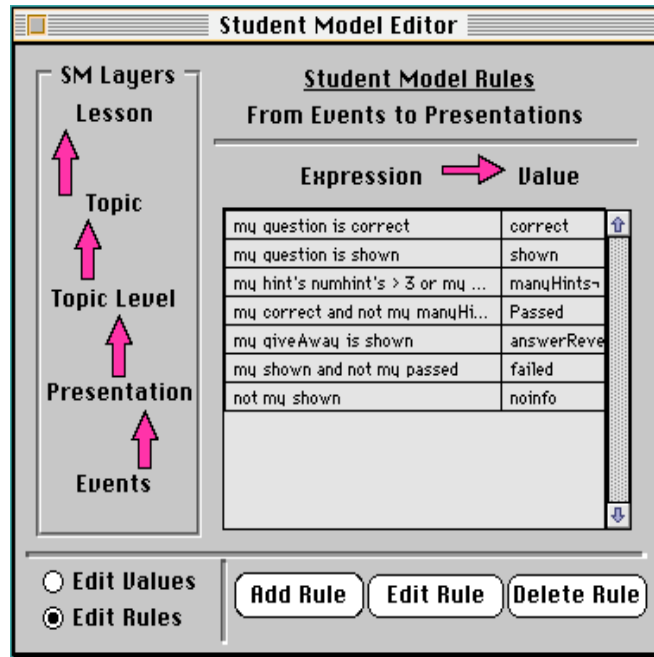 Student Model Editor
SM Layers
Lesson
Topic
Topic Level
Presentation
Events
Student Model Rules
From Events to Presentations
Expression Value
my question is correct correct
my question is shown shown
my hint's numhint's > 3 or my ... manyHints¬
my correct and not my manyHi... Passed
my giveAway is shown answerReve
my shown and not my passed failed
not my shown noinfo
Edit Values
Edit Rules
Add Rule Edit Rule Delete Rule